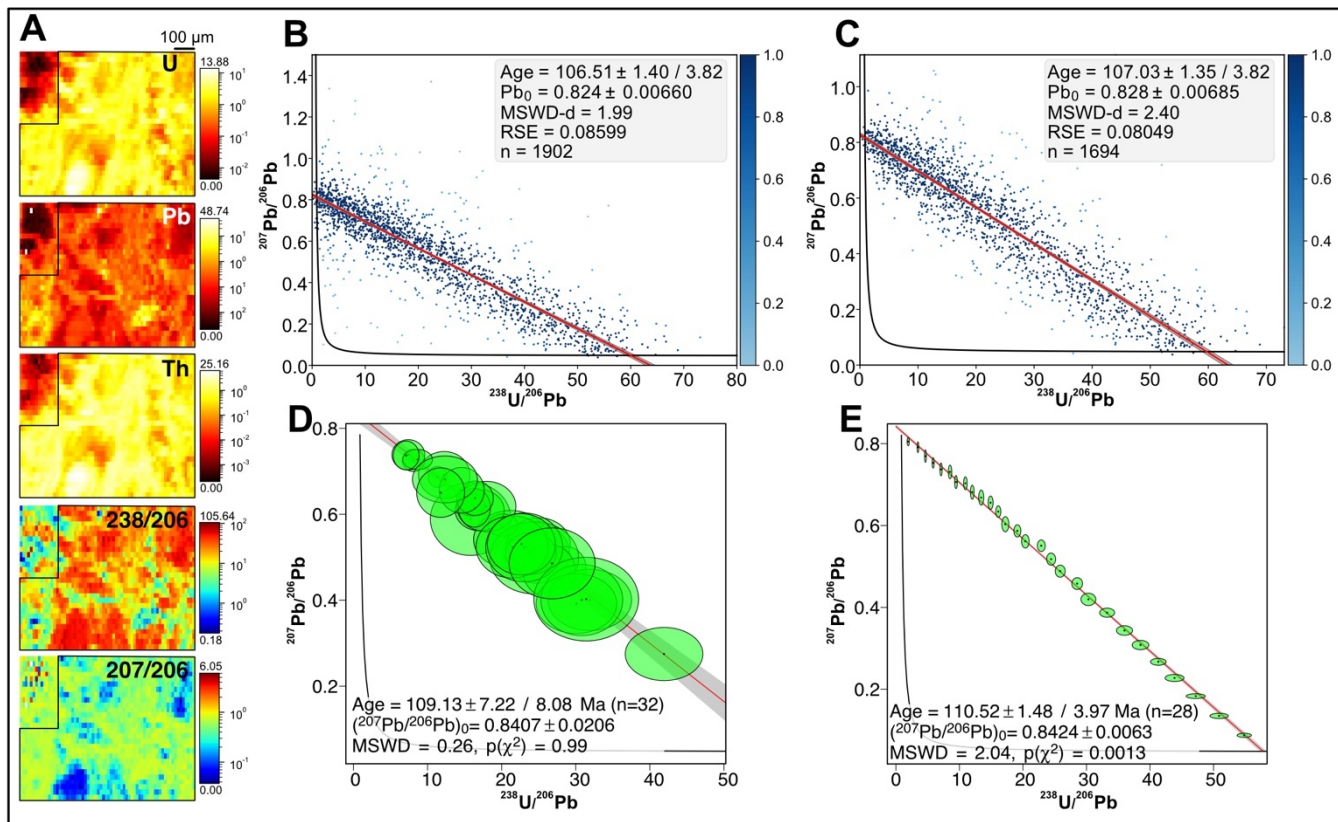 A
100 µm
U
13.88
10¹
10⁰
10⁻¹
10⁻²
0.00
Pb
48.74
10¹
10⁰
10¹
10²
0.00
Th
25.16
10¹
10⁰
10⁻¹
10⁻²
10⁻³
0.00
238/206
105.64
10²
10¹
10⁰
0.18
207/206
6.05
10⁰
10⁻¹
0.00
B
Age = 106.51 ± 1.40 / 3.82
Pb₀ = 0.824 ± 0.00660
MSWD-d = 1.99
RSE = 0.08599
n = 1902
1.4
1.2
1.0
0.8
0.6
0.4
0.2
0.0
²⁰⁷Pb/²⁰⁶Pb
0 10 20 30 40 50 60 70 80
²³⁸U/²⁰⁶Pb
1.0
0.8
0.6
0.4
0.2
0.0
C
Age = 107.03 ± 1.35 / 3.82
Pb₀ = 0.828 ± 0.00685
MSWD-d = 2.40
RSE = 0.08049
n = 1694
1.0
0.8
0.6
0.4
0.2
0.0
²⁰⁷Pb/²⁰⁶Pb
0 10 20 30 40 50 60 70
²³⁸U/²⁰⁶Pb
1.0
0.8
0.6
0.4
0.2
0.0
D
0.8
0.6
0.4
0.2
²⁰⁷Pb/²⁰⁶Pb
Age = 109.13 ± 7.22 / 8.08 Ma (n=32)
(²⁰⁷Pb/²⁰⁶Pb)₀= 0.8407 ± 0.0206
MSWD = 0.26, p(χ²) = 0.99
0 10 20 30 40 50
²³⁸U/²⁰⁶Pb
E
0.8
0.6
0.4
0.2
²⁰⁷Pb/²⁰⁶Pb
Age = 110.52 ± 1.48 / 3.97 Ma (n=28)
(²⁰⁷Pb/²⁰⁶Pb)₀= 0.8424 ± 0.0063
MSWD = 2.04, p(χ²) = 0.0013
0 10 20 30 40 50
²³⁸U/²⁰⁶Pb